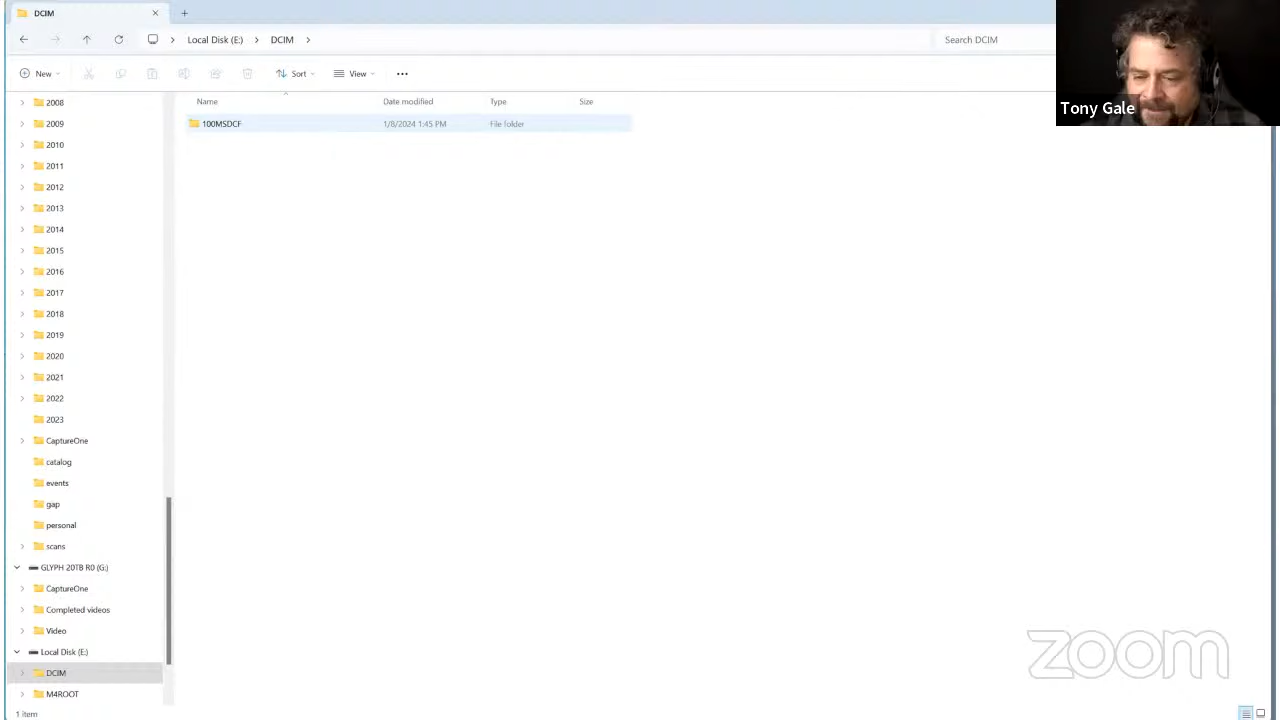 DCIM
Local Disk (E:) DCIM
Search DCIM
Tony Gale
New Sort View
Name Date modified Type Size
100MSDCF 1/8/2024 1:45 PM File folder
2008
2009
2010
2011
2012
2013
2014
2015
2016
2017
2018
2019
2020
2021
2022
2023
CaptureOne
catalog
events
gap
personal
scans
GLYPH 20TB R0 (G:)
CaptureOne
Completed videos
Video
Local Disk (E:)
DCIM
M4ROOT
1 item
zoom